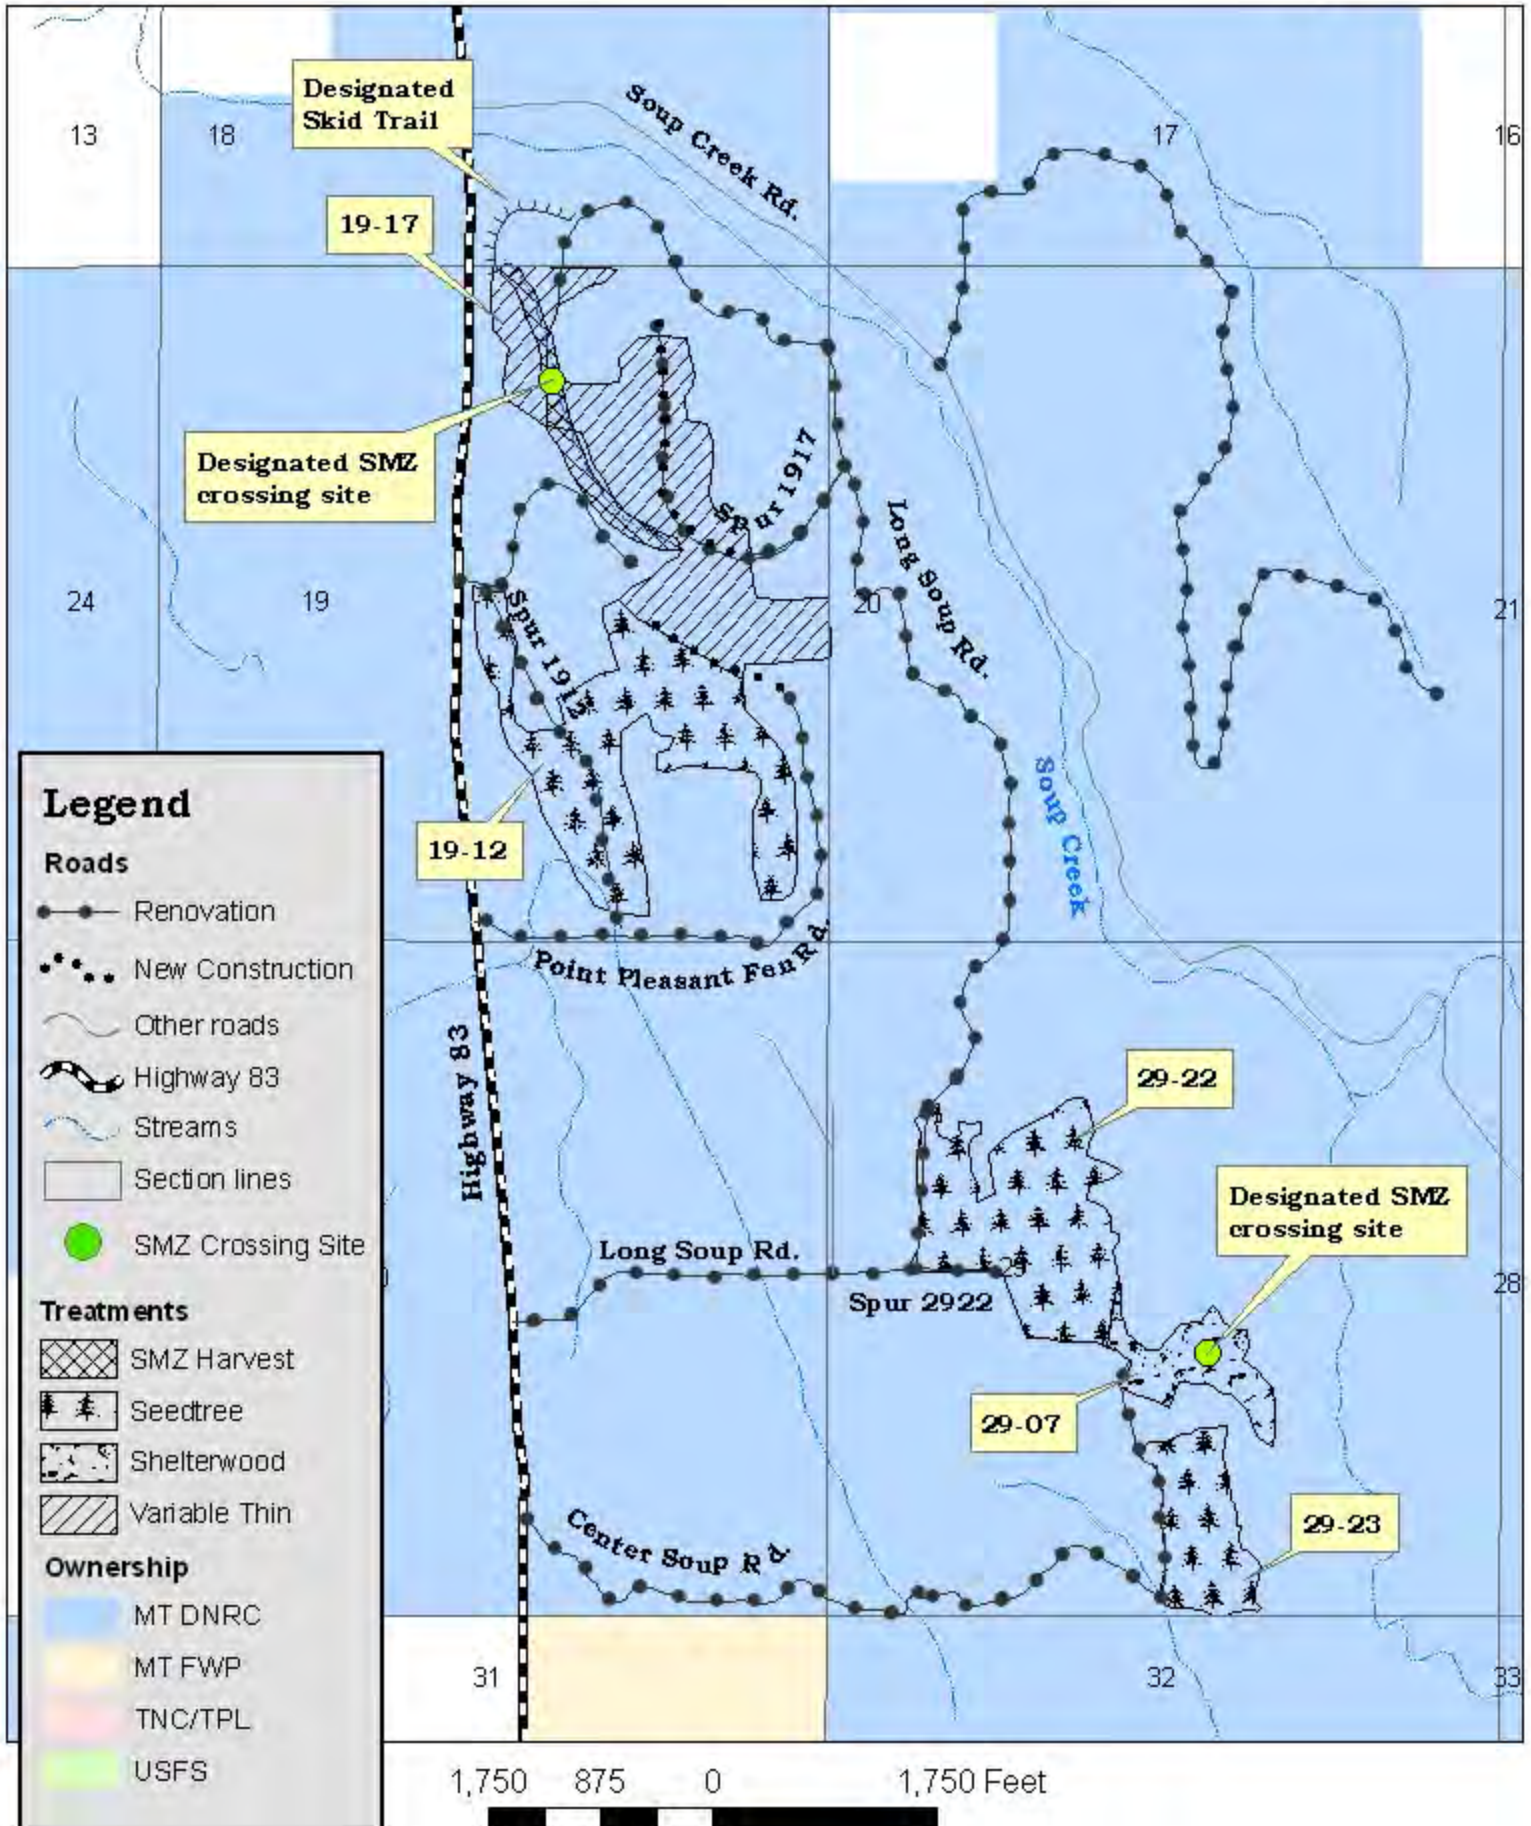 Designated
Skid Trail
Soup Creek Rd.
13
18
17
16
19-17
Designated SMZ
crossing site
Spur 1917
Long Soup Rd.
24
19
20
21
Spur 1912
19-12
Soup Creek
Point Pleasant Fen Rd.
Highway 83
29-22
Designated SMZ
crossing site
Long Soup Rd.
29
28
Spur 2922
29-07
29-23
Center Soup Rd.
31
32
33
Legend
Roads
Renovation
New Construction
Other roads
Highway 83
Streams
Section lines
SMZ Crossing Site
Treatments
SMZ Harvest
Seedtree
Shelterwood
Variable Thin
Ownership
MT DNRC
MT FWP
TNC/TPL
USFS
1,750 875 0 1,750 Feet